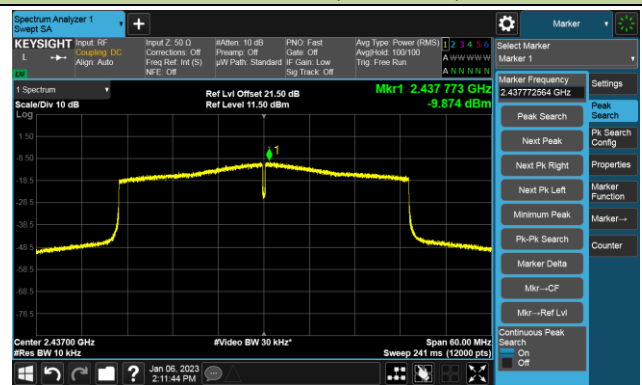 Spectrum Analyzer 1
Swept SA
Marker
KEYSIGHT
Input: RF
Coupling: DC
Align: Auto
Input Z: 50 Ω
Corrections: Off
Freq Ref: Int (S)
NFE: Off
#Atten: 10 dB
Preamp: Off
µW Path: Standard
PNO: Fast
Gate: Off
IF Gain: Low
Sig Track: Off
Avg Type: Power (RMS)
Avg|Hold: 100/100
Trig: Free Run
1 2 3 4 5 6
A W W W W W
A N N N N N
L
LW
Select Marker
Marker 1
1 Spectrum
Scale/Div 10 dB
Log
Ref Lvl Offset 21.50 dB
Ref Level 11.50 dBm
Mkr1 2.437 773 GHz
-9.874 dBm
1.50
-8.50
-18.5
-28.5
-38.5
-48.5
-58.5
-68.5
-78.5
1
Center 2.43700 GHz
#Res BW 10 kHz
#Video BW 30 kHz*
Span 60.00 MHz
Sweep 241 ms (12000 pts)
Marker Frequency
2.437772564 GHz
Peak Search
Next Peak
Next Pk Right
Next Pk Left
Minimum Peak
Pk-Pk Search
Marker Delta
Mkr→CF
Mkr→Ref Lvl
Continuous Peak
Search
On
Off
Settings
Peak
Search
Pk Search
Config
Properties
Marker
Function
Marker→
Counter
Jan 06, 2023
2:11:44 PM